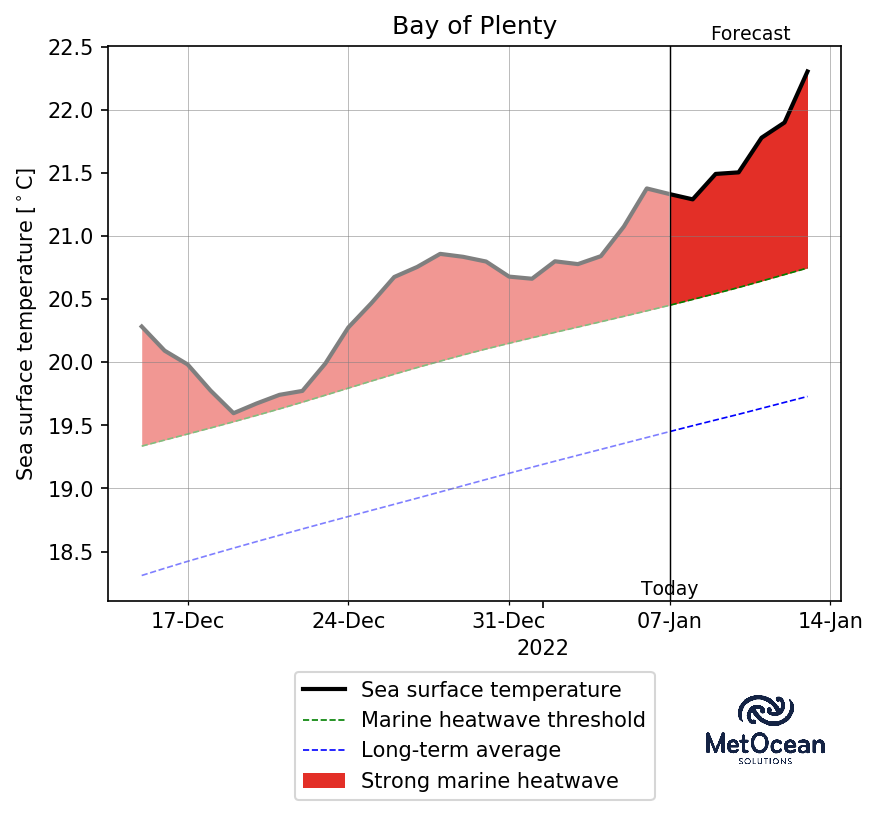 Bay of Plenty
Forecast
Sea surface temperature [°C]
22.5
22.0
21.5
21.0
20.5
20.0
19.5
19.0
18.5
Today
17-Dec
24-Dec
31-Dec
07-Jan
14-Jan
2022
Sea surface temperature
Marine heatwave threshold
Long-term average
Strong marine heatwave
MetOcean
SOLUTIONS